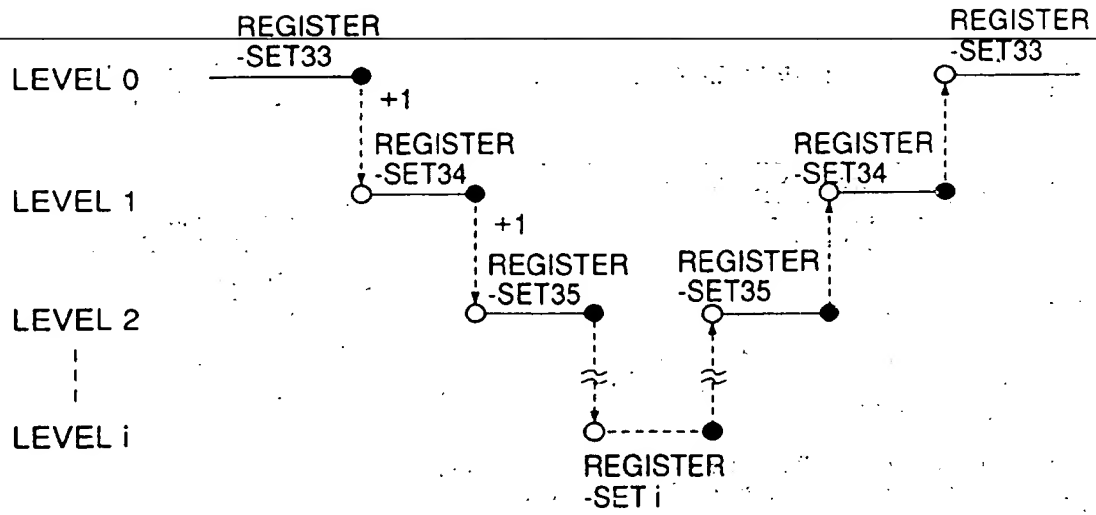 REGISTER
-SET33
REGISTER
-SET33
LEVEL 0
+1
REGISTER
-SET34
REGISTER
-SET34
LEVEL 1
+1
REGISTER
-SET35
REGISTER
-SET35
LEVEL 2
LEVEL i
REGISTER
-SET i